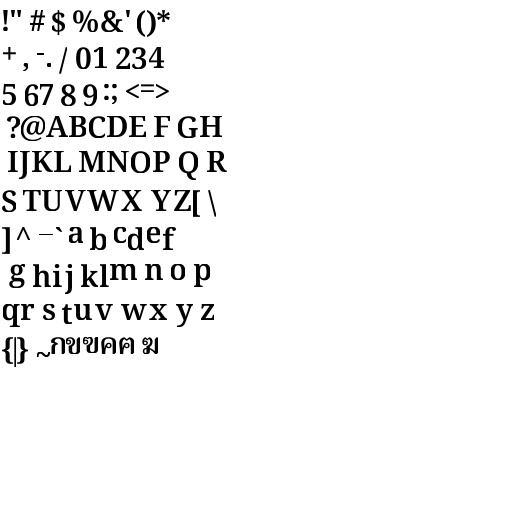 !" # $ %&'()*
+ , -. / 01 234
5 67 8 9 :; <=>
?@ABCDE F GH
IJKL MNOP Q R
S TUVWX YZ[ \
]^_` a b cdef
g hij klm n o p
qr s tuv wx y z
{|} ~กขฃคฅ ฆ